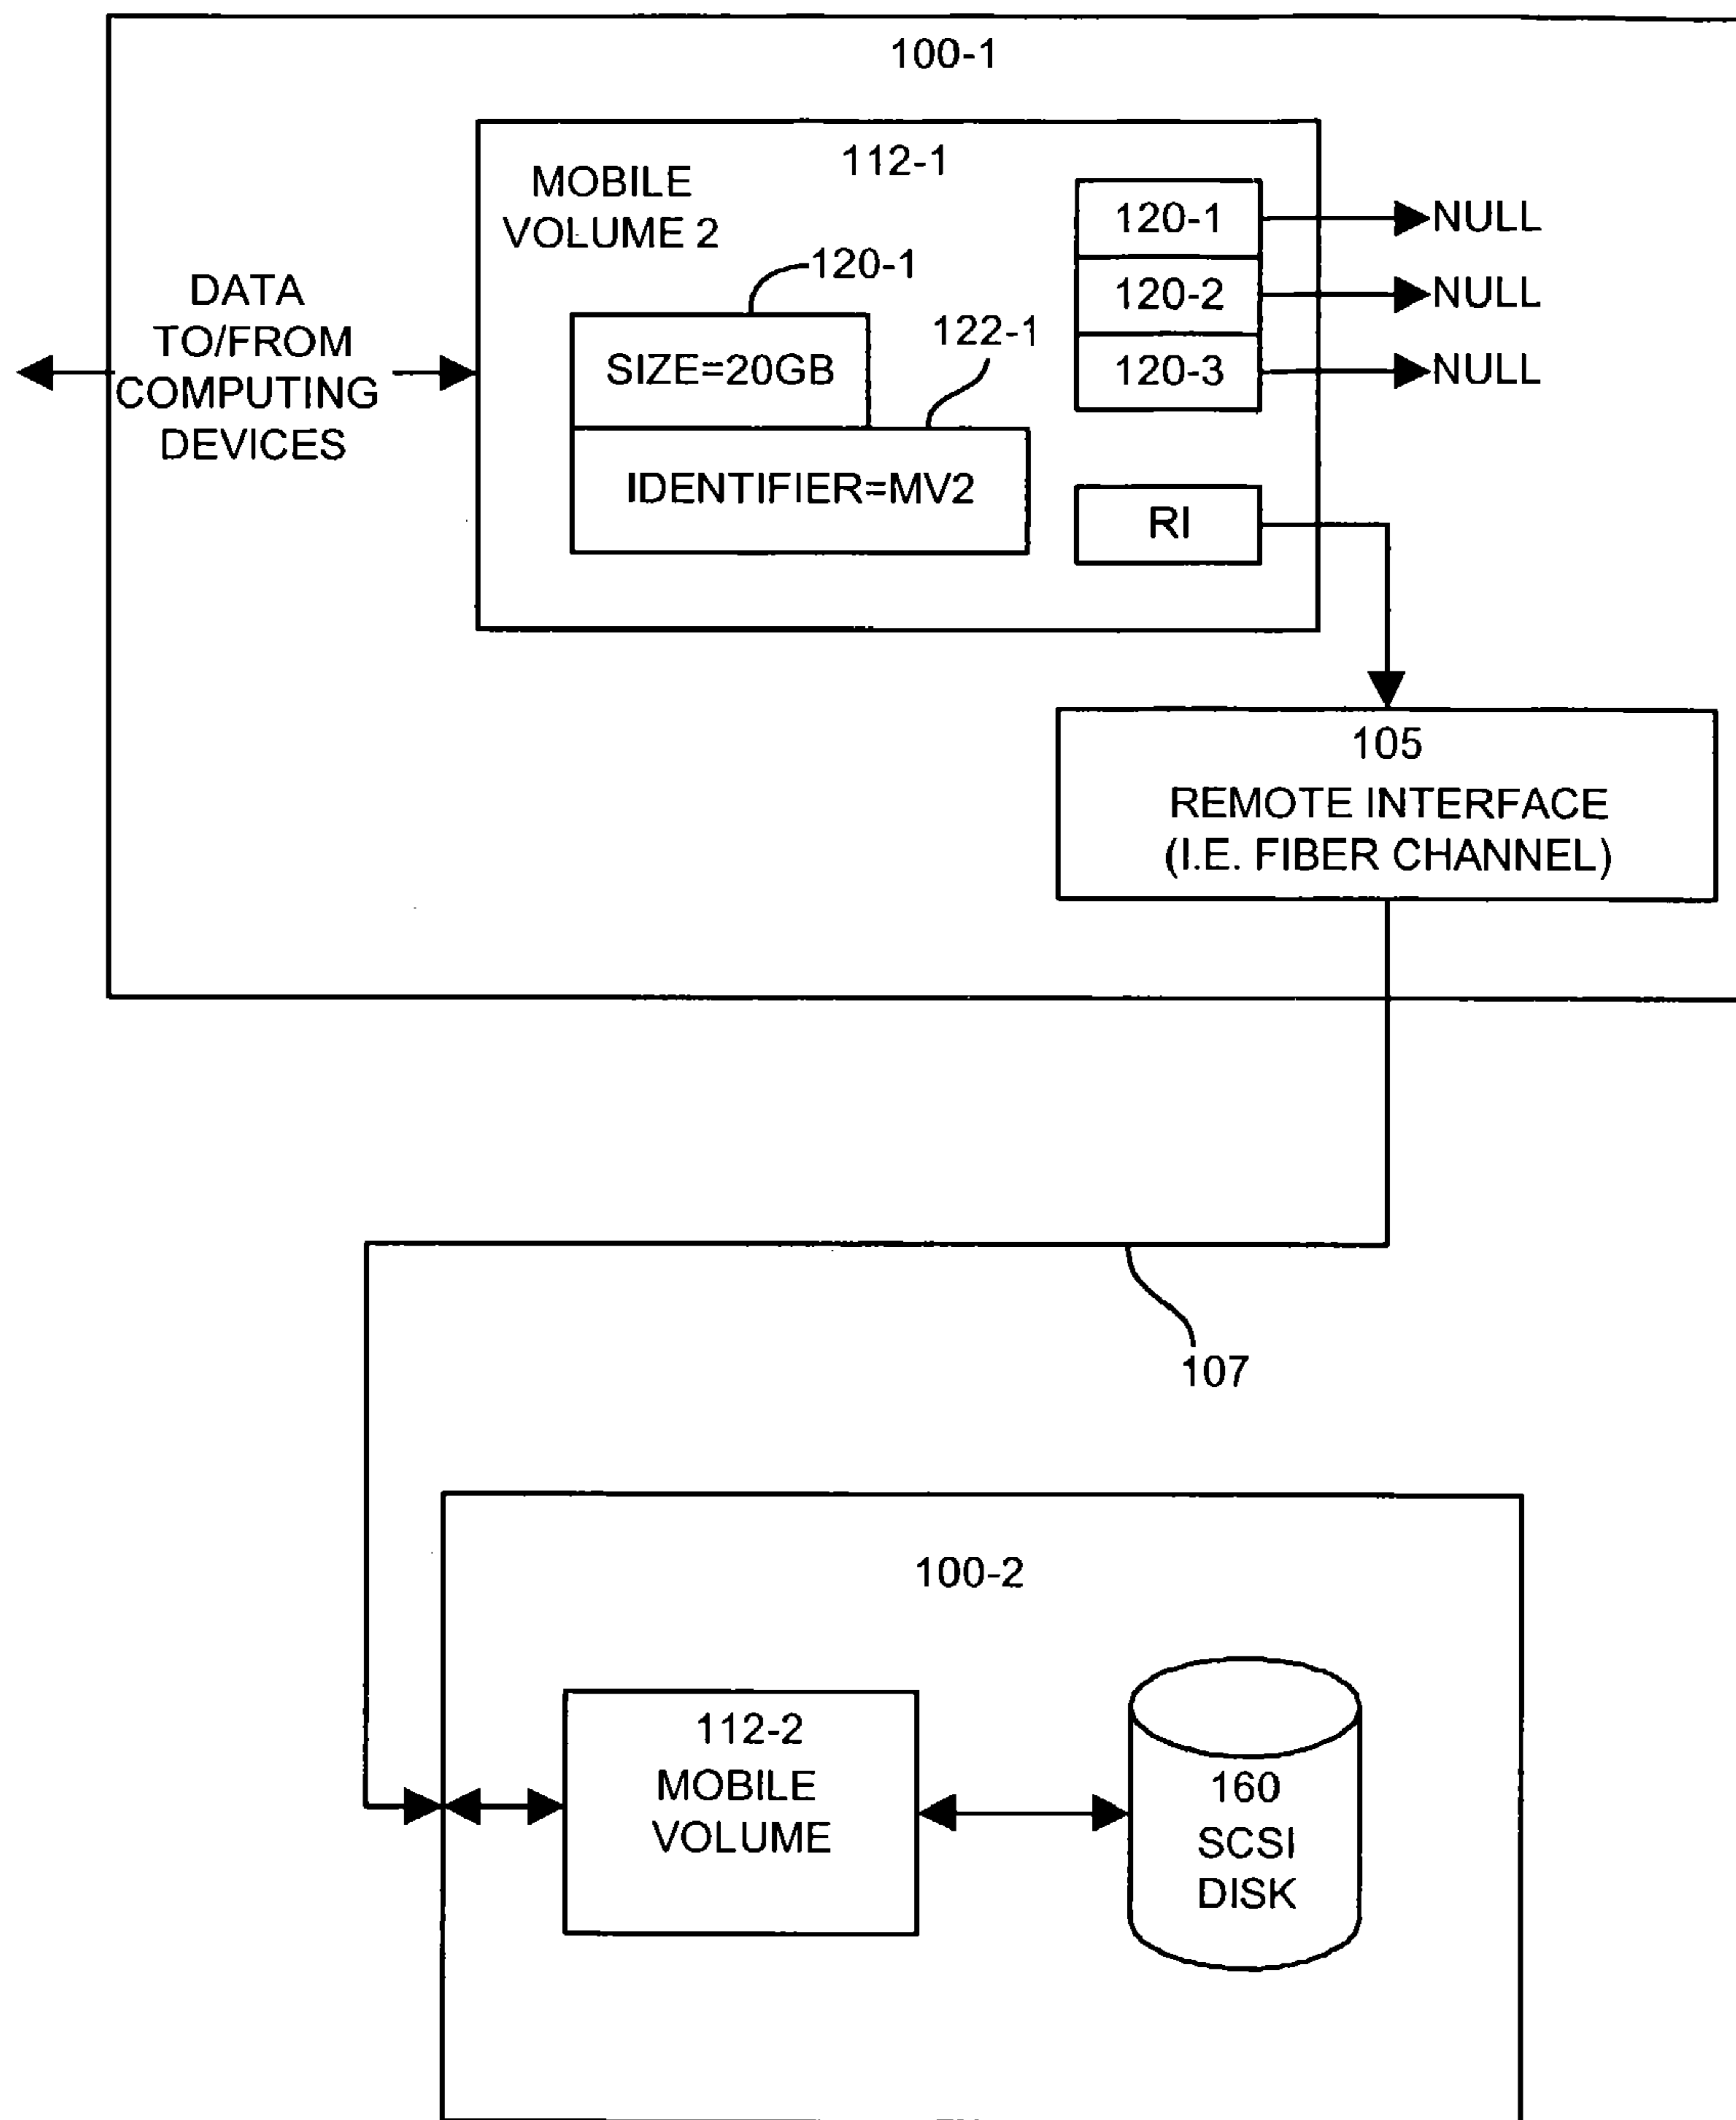 100-1
112-1
MOBILE
VOLUME 2
120-1
SIZE=20GB
122-1
IDENTIFIER=MV2
120-1
NULL
120-2
NULL
120-3
NULL
RI
DATA
TO/FROM
COMPUTING
DEVICES
105
REMOTE INTERFACE
(I.E. FIBER CHANNEL)
107
100-2
112-2
MOBILE
VOLUME
160
SCSI
DISK